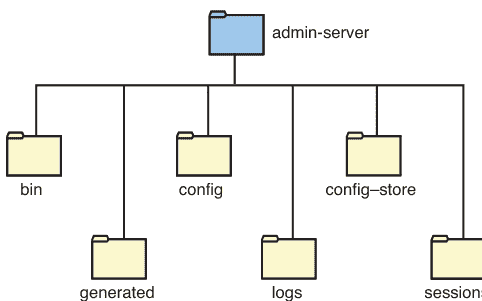 admin-server
bin
config
config–store
generated
logs
sessions